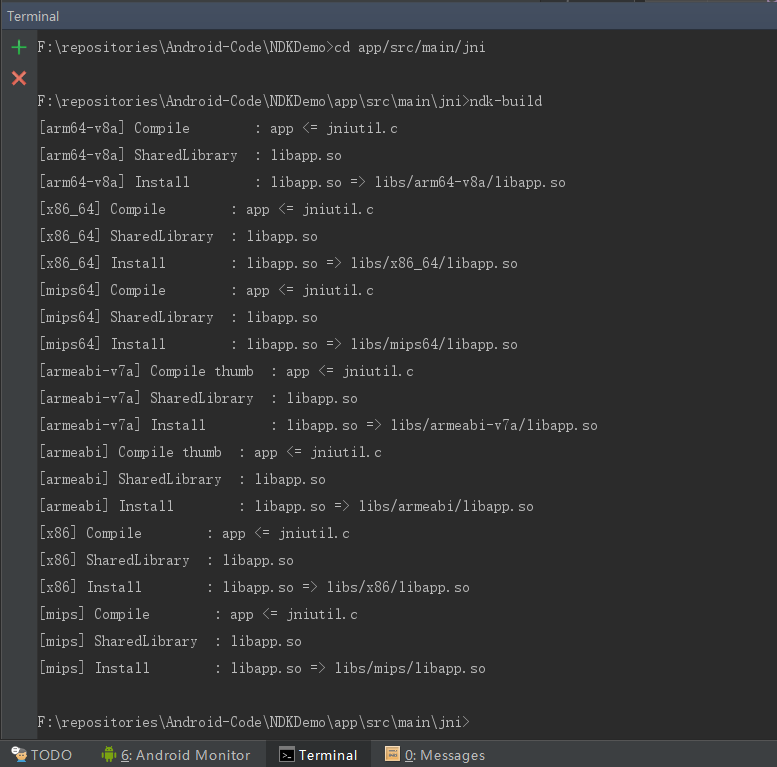 Terminal
F:\repositories\Android-Code\NDKDemo>cd app/src/main/jni
F:\repositories\Android-Code\NDKDemo\app\src\main\jni>ndk-build
[arm64-v8a] Compile        : app <= jniutil.c
[arm64-v8a] SharedLibrary  : libapp.so
[arm64-v8a] Install        : libapp.so => libs/arm64-v8a/libapp.so
[x86_64] Compile        : app <= jniutil.c
[x86_64] SharedLibrary  : libapp.so
[x86_64] Install        : libapp.so => libs/x86_64/libapp.so
[mips64] Compile        : app <= jniutil.c
[mips64] SharedLibrary  : libapp.so
[mips64] Install        : libapp.so => libs/mips64/libapp.so
[armeabi-v7a] Compile thumb  : app <= jniutil.c
[armeabi-v7a] SharedLibrary  : libapp.so
[armeabi-v7a] Install        : libapp.so => libs/armeabi-v7a/libapp.so
[armeabi] Compile thumb  : app <= jniutil.c
[armeabi] SharedLibrary  : libapp.so
[armeabi] Install        : libapp.so => libs/armeabi/libapp.so
[x86] Compile        : app <= jniutil.c
[x86] SharedLibrary  : libapp.so
[x86] Install        : libapp.so => libs/x86/libapp.so
[mips] Compile        : app <= jniutil.c
[mips] SharedLibrary  : libapp.so
[mips] Install        : libapp.so => libs/mips/libapp.so
F:\repositories\Android-Code\NDKDemo\app\src\main\jni>
TODO 6: Android Monitor Terminal 0: Messages